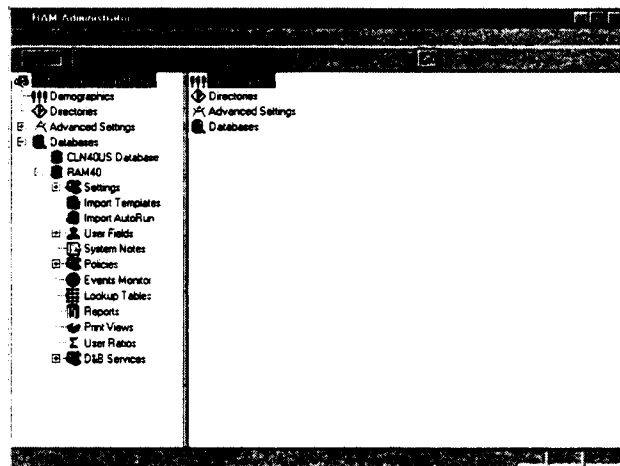 RAM Administrator
Demographics
Directories
Advanced Settings
Databases
CLN40US Database
RAM40
Settings
Import Templates
Import AutoRun
User Fields
System Notes
Policies
Events Monitor
Lookup Tables
Reports
Print Views
User Ratios
D&B Services
Directories
Advanced Settings
Databases